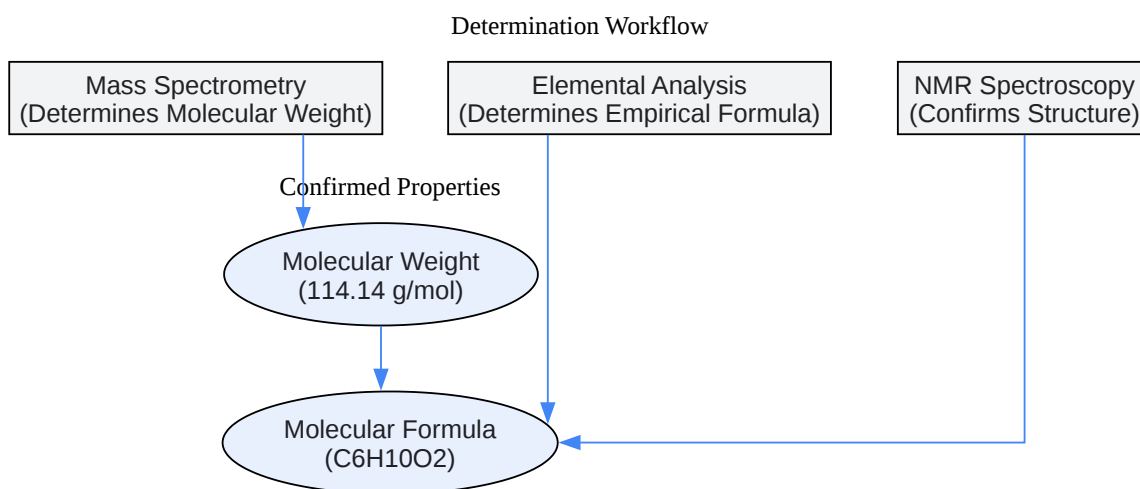 Determination Workflow
Mass Spectrometry
(Determines Molecular Weight)
Elemental Analysis
(Determines Empirical Formula)
NMR Spectroscopy
(Confirms Structure)
Confirmed Properties
Molecular Weight
(114.14 g/mol)
Molecular Formula
(C6H10O2)